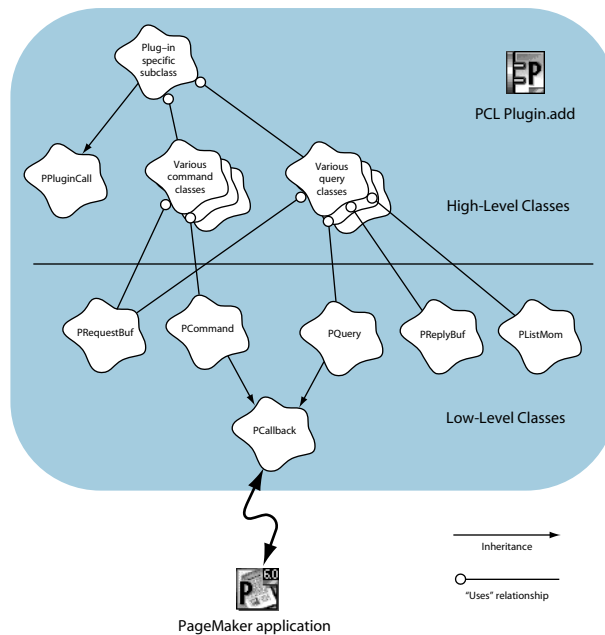 Plug-in
specific
subclass
P
PCL Plugin.add
PPluginCall
Various
command
classes
Various
query
classes
High-Level Classes
PRequestBuf
PCommand
PQuery
PReplyBuf
PListMom
PCallback
Low-Level Classes
Inheritance
6.0
P
"Uses" relationship
PageMaker application